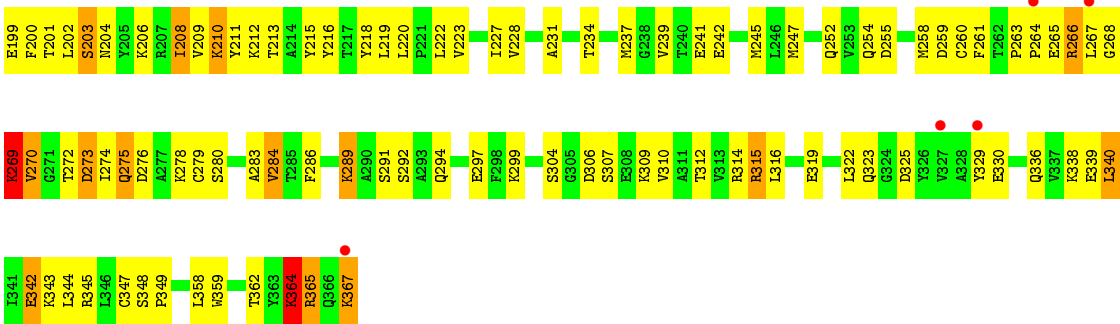 E199 F200 T201 L202 S203 N204 Y205 K206 R207 I208 V209 K210 Y211 K212 T213 A214 Y215 Y216 T217 Y218 L219 L220 P221 L222 V223 I227 V228 A231 T234 M237 G238 V239 T240 E241 E242 M245 L246 M247 Q252 V253 Q254 D255 M258 D259 C260 F261 T262 P263 P264 E265 R266 L267 G268
K269 V270 G271 T272 D273 I274 Q275 D276 A277 K278 C279 S280 A283 V284 T285 F286 K289 A290 S291 S292 A293 Q294 E297 F298 K299 S304 G305 D306 S307 E308 K309 V310 A311 T312 V313 R314 R315 L316 E319 L322 Q323 G324 D325 Y326 V327 A328 Y329 E330 Q336 V337 K338 E339 L340
I341 E342 K343 L344 R345 L346 C347 S348 P349 L358 W359 T362 Y363 K364 R365 Q366 K367